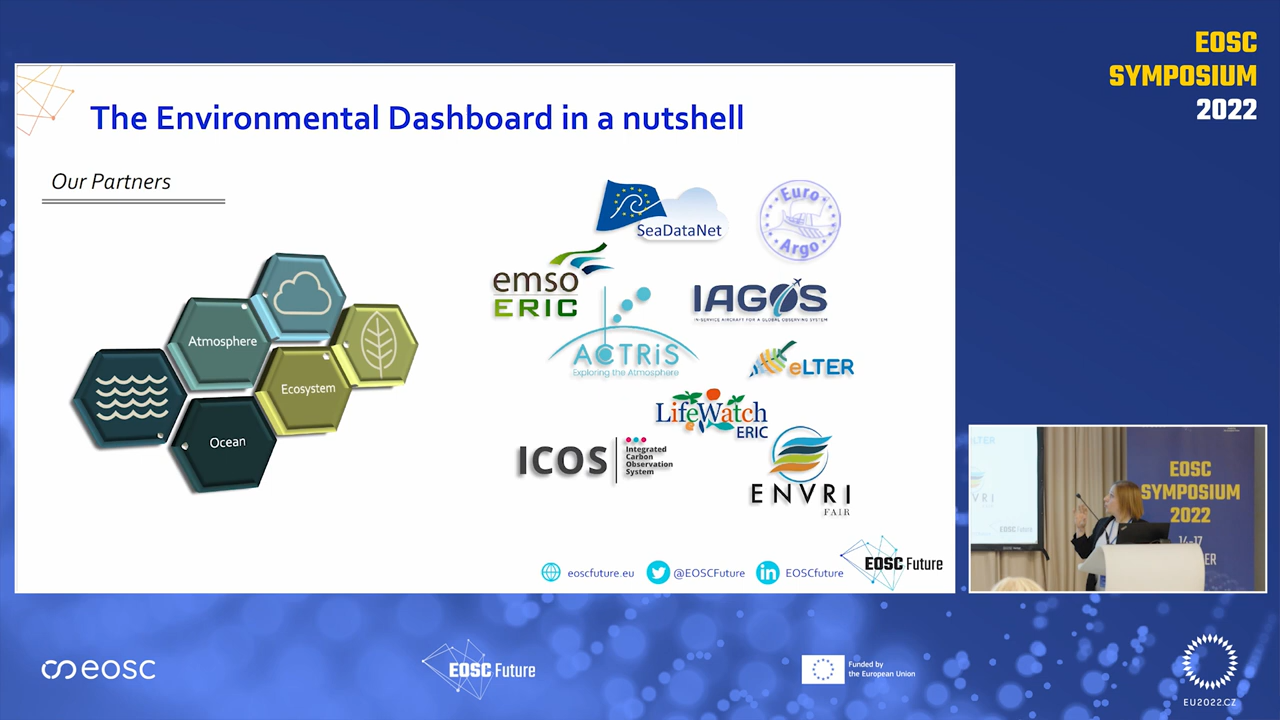 EOSC
SYMPOSIUM
2022
The Environmental Dashboard in a nutshell
Our Partners
Atmosphere
Ecosystem
Ocean
SeaDataNet
Euro
Argo
emso
ERIC
IAGOS
IN-SERVICE AIRCRAFT FOR A GLOBAL OBSERVING SYSTEM
ACTRiS
Exploring the Atmosphere
eLTER
LifeWatch
ERIC
ICOS
Integrated
Carbon
Observation
System
ENVRI
FAIR
eoscfuture.eu
@EOSCFuture
EOSCfuture
EOSC Future
LTER
EOSC
SYMPOSIUM
2022
14-17
eosc
EOSC Future
Funded by
the European Union
EU2022.CZ